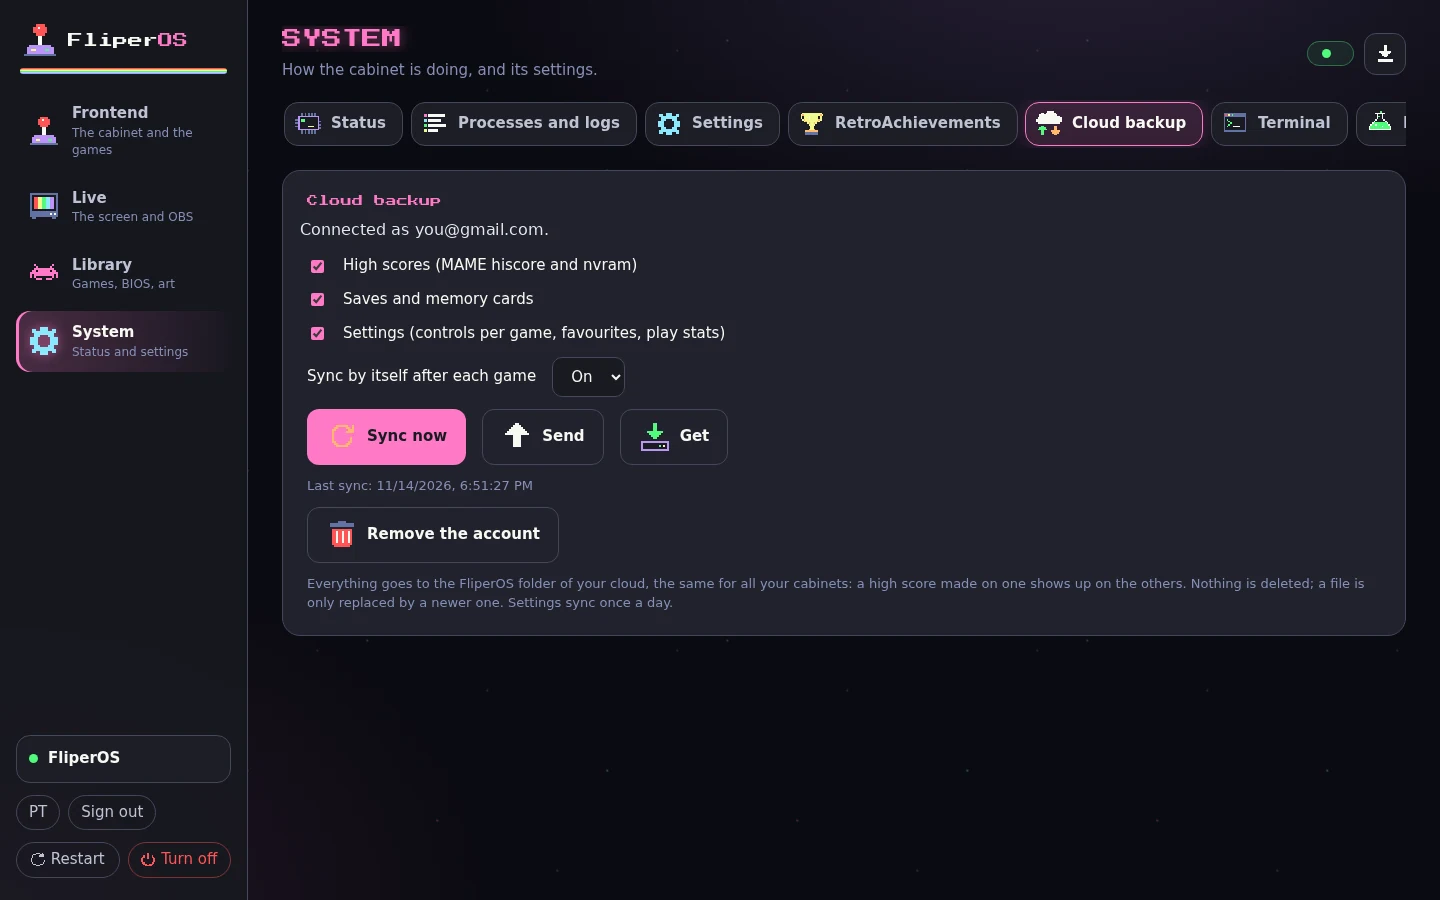 FliperOS
Frontend
The cabinet and the
games
Live
The screen and OBS
Library
Games, BIOS, art
System
Status and settings
FliperOS
PT
Sign out
Restart
Turn off
SYSTEM
How the cabinet is doing, and its settings.
Status
Processes and logs
Settings
RetroAchievements
Cloud backup
Terminal
Cloud backup
Connected as you@gmail.com.
High scores (MAME hiscore and nvram)
Saves and memory cards
Settings (controls per game, favourites, play stats)
Sync by itself after each game
On
Sync now
Send
Get
Last sync: 11/14/2026, 6:51:27 PM
Remove the account
Everything goes to the FliperOS folder of your cloud, the same for all your cabinets: a high score made on one shows up on the others. Nothing is deleted; a file is
only replaced by a newer one. Settings sync once a day.